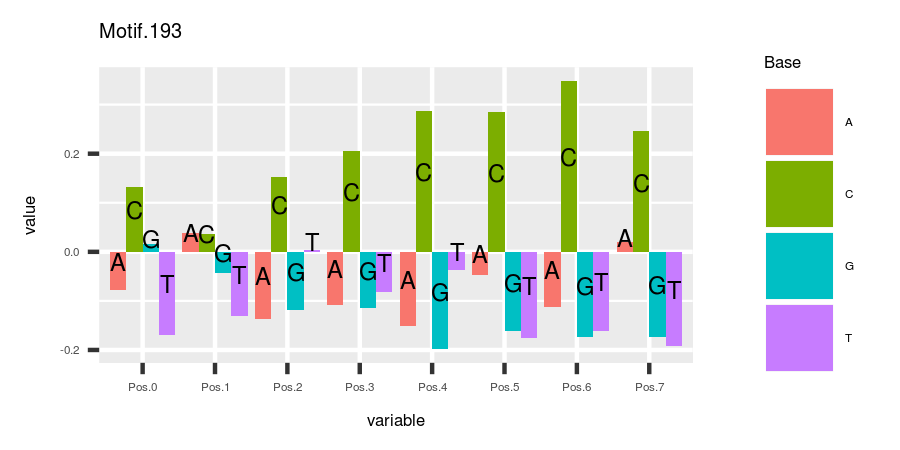 Motif.193
value
0.2
0.0
-0.2
A C G T A C G T A C G T A C G T A C G T A C G T A C G T A C G T
Pos.0 Pos.1 Pos.2 Pos.3 Pos.4 Pos.5 Pos.6 Pos.7
variable
Base
A
C
G
T